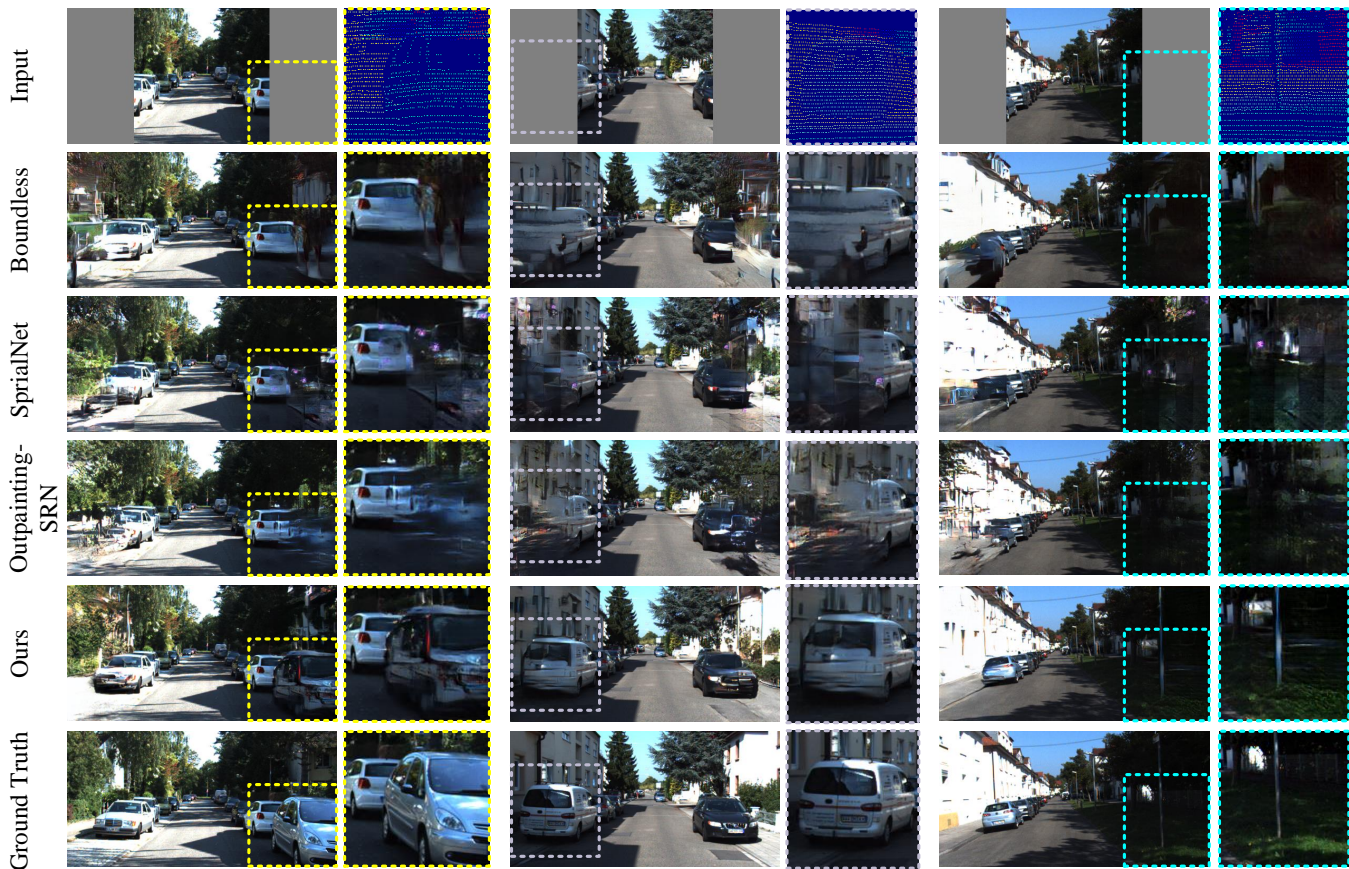 Input
Boundless
SprialNet
Outpainting-
SRN
Ours
Ground Truth